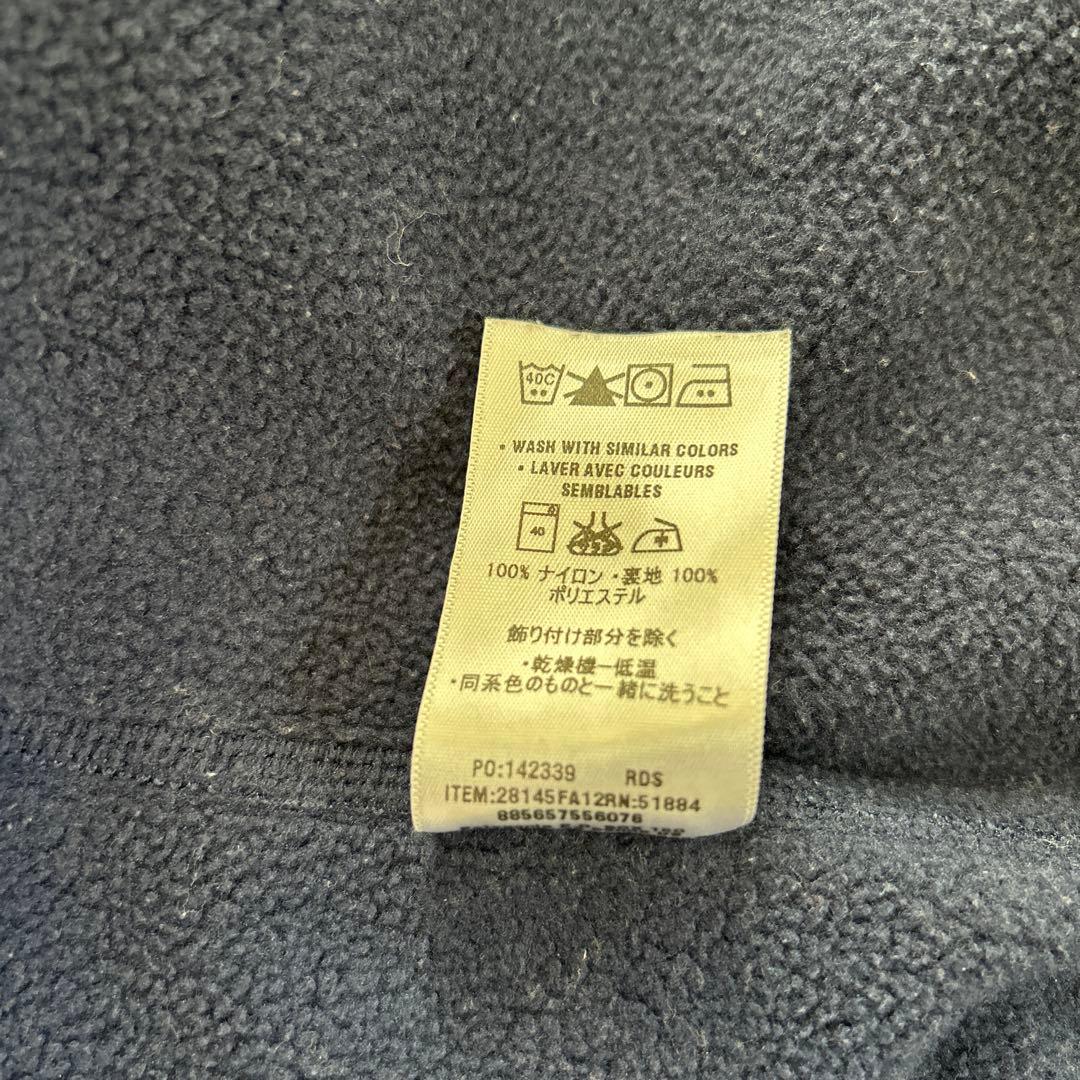 40C
• WASH WITH SIMILAR COLORS
• LAVER AVEC COULEURS
SEMBLABLES
40
100% ナイロン・裏地 100%
ポリエステル
飾り付け部分を除く
・乾燥機一低温
・同系色のものと一緒に洗うこと
PO:142339 RDS
ITEM:28145FA12RN:51884
885657556076